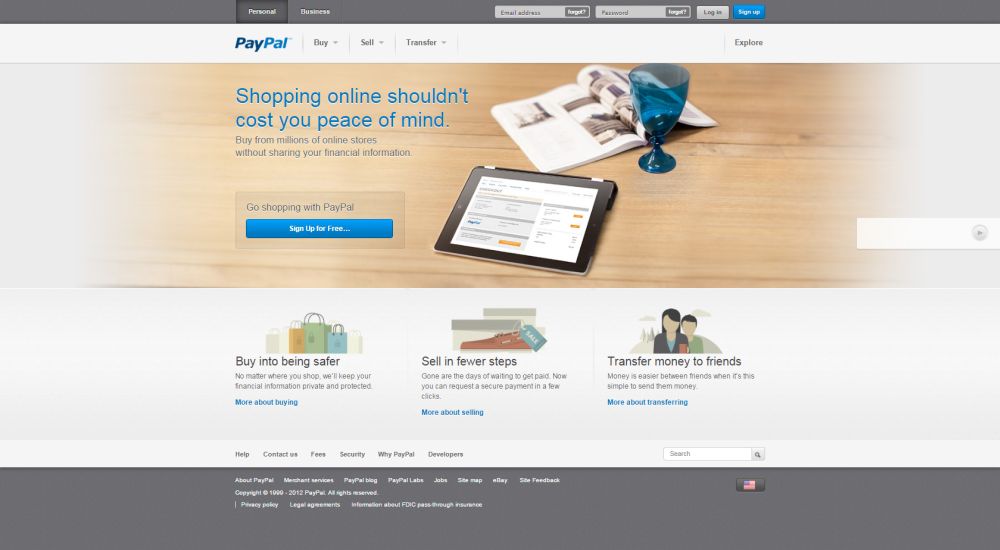 Personal Business
Email address forgot? Password forgot? Log in Sign up
PayPal Buy Sell Transfer Explore
Shopping online shouldn't
cost you peace of mind.
Buy from millions of online stores
without sharing your financial information.
Go shopping with PayPal
Sign Up for Free...
SALE
Buy into being safer
No matter where you shop, we'll keep your
financial information private and protected.
More about buying
Sell in fewer steps
Gone are the days of waiting to get paid. Now
you can request a secure payment in a few
clicks.
More about selling
Transfer money to friends
Money is easier between friends when it's this
simple to send them money.
More about transferring
Help Contact us Fees Security Why PayPal Developers
Search
About PayPal Merchant services PayPal blog PayPal Labs Jobs Site map eBay Site Feedback
Copyright © 1999 - 2012 PayPal. All rights reserved.
Privacy policy Legal agreements Information about FDIC pass-through insurance